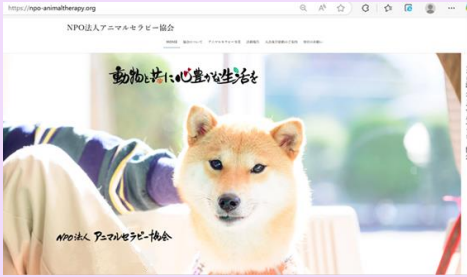 https://npo-animaltherapy.org
NPO法人アニマルセラピー協会
動物と共に心豊かな生活を
NPO法人 アニマルセラピー協会